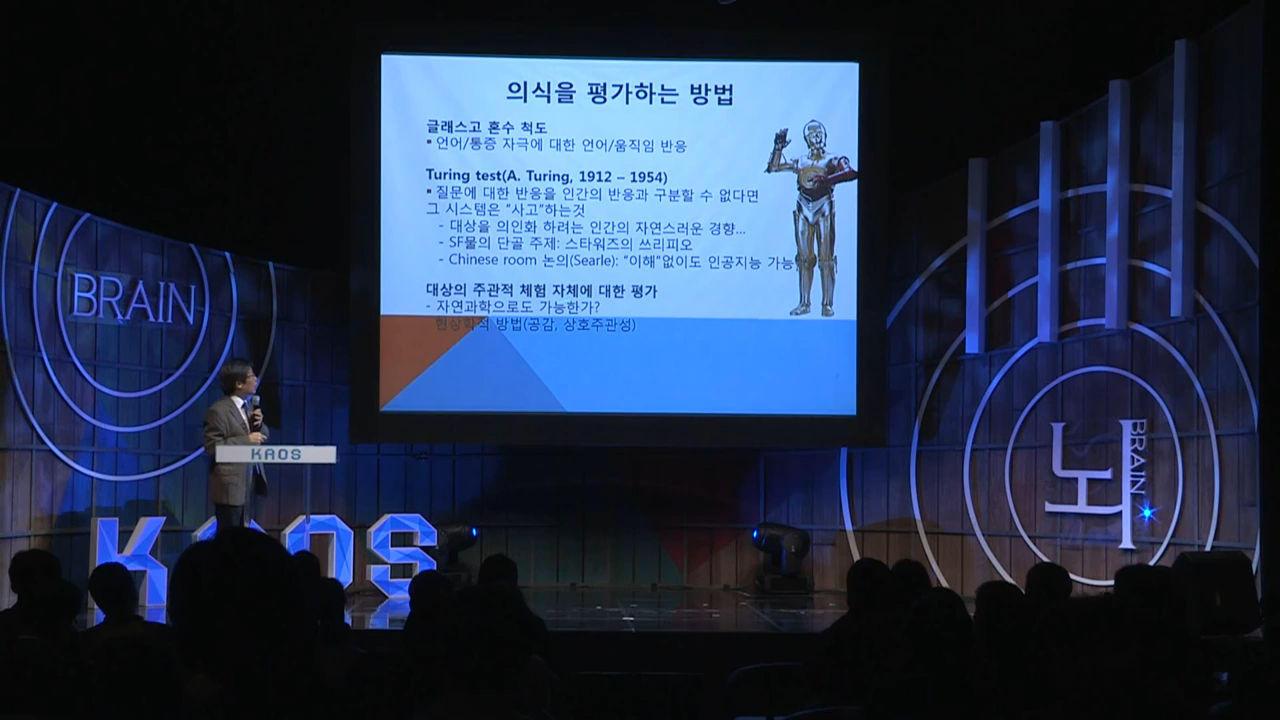 의식을 평가하는 방법
글래스고 혼수 척도
▪ 언어/통증 자극에 대한 언어/움직임 반응
Turing test(A. Turing, 1912 – 1954)
▪ 질문에 대한 반응을 인간의 반응과 구분할 수 없다면
그 시스템은 "사고"하는것
- 대상을 의인화 하려는 인간의 자연스러운 경향...
- SF물의 단골 주제: 스타워즈의 쓰리피오
- Chinese room 논의(Searle): "이해"없이도 인공지능 가능
대상의 주관적 체험 자체에 대한 평가
- 자연과학으로도 가능한가?
현상학적 방법(공감, 상호주관성)
BRAIN
KAOS
KAOS
뇌
BRAIN